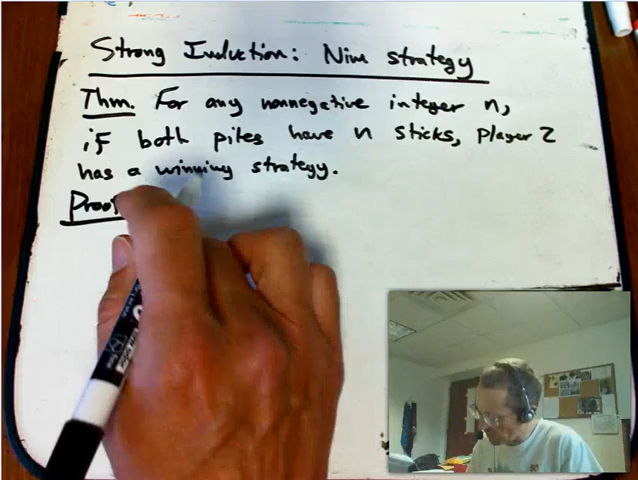 Strong Induction: Nim strategy
Thm. For any nonnegative integer n,
if both piles have n sticks, Player 2
has a winning strategy.
Proof